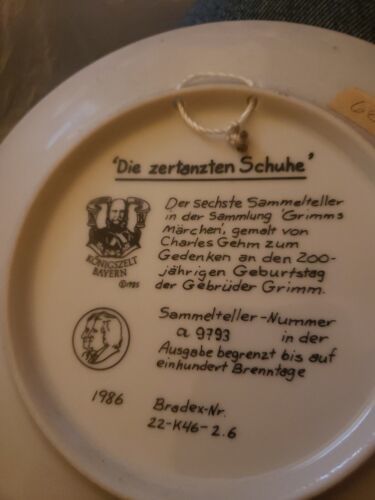 'Die zertanzten Schuhe'
Der sechste Sammelteller
in der Sammlung 'Grimms
Märchen', gemalt von
Charles Gehm zum
Gedenken an den 200-
jährigen Geburtstag
der Gebrüder Grimm.
KÖNIGSZELT
BAYERN
©1985
Sammelteller-Nummer
a 9793 in der
Ausgabe begrenzt bis auf
einhundert Brenntage
1986
Bradex-Nr.
22-K46-2.6